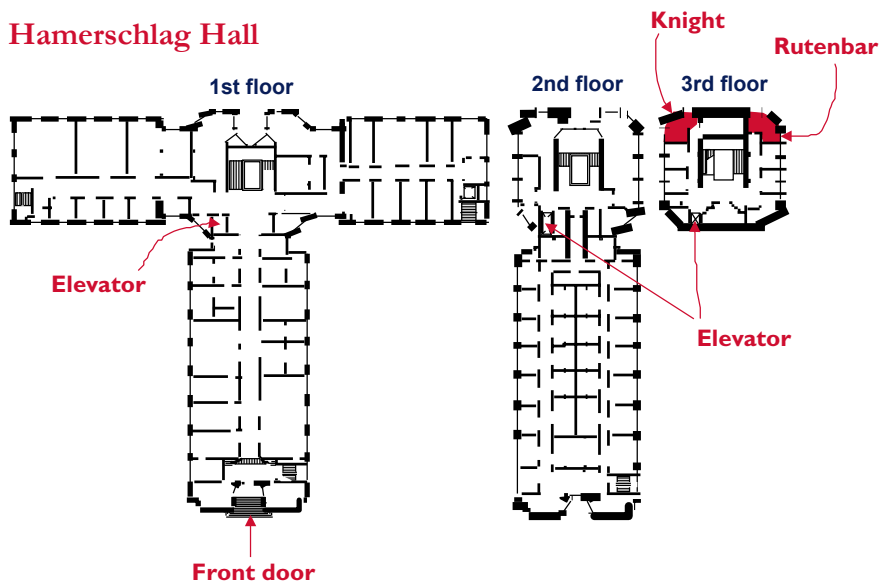 Hamerschlag Hall
Knight
Rutenbar
1st floor
2nd floor
3rd floor
Elevator
Elevator
Front door